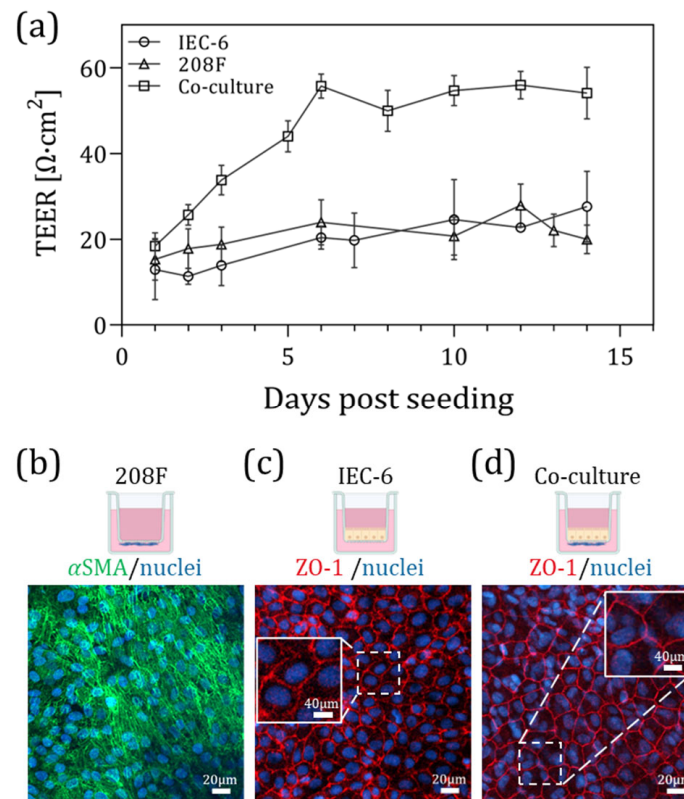 (a)
IEC-6
208F
Co-culture
60
40
20
0
TEER [Ω·cm²]
0 5 10 15
Days post seeding
(b) (c) (d)
208F IEC-6 Co-culture
αSMA/nuclei ZO-1 /nuclei ZO-1/nuclei
40μm
40μm
20μm 20μm 20μm